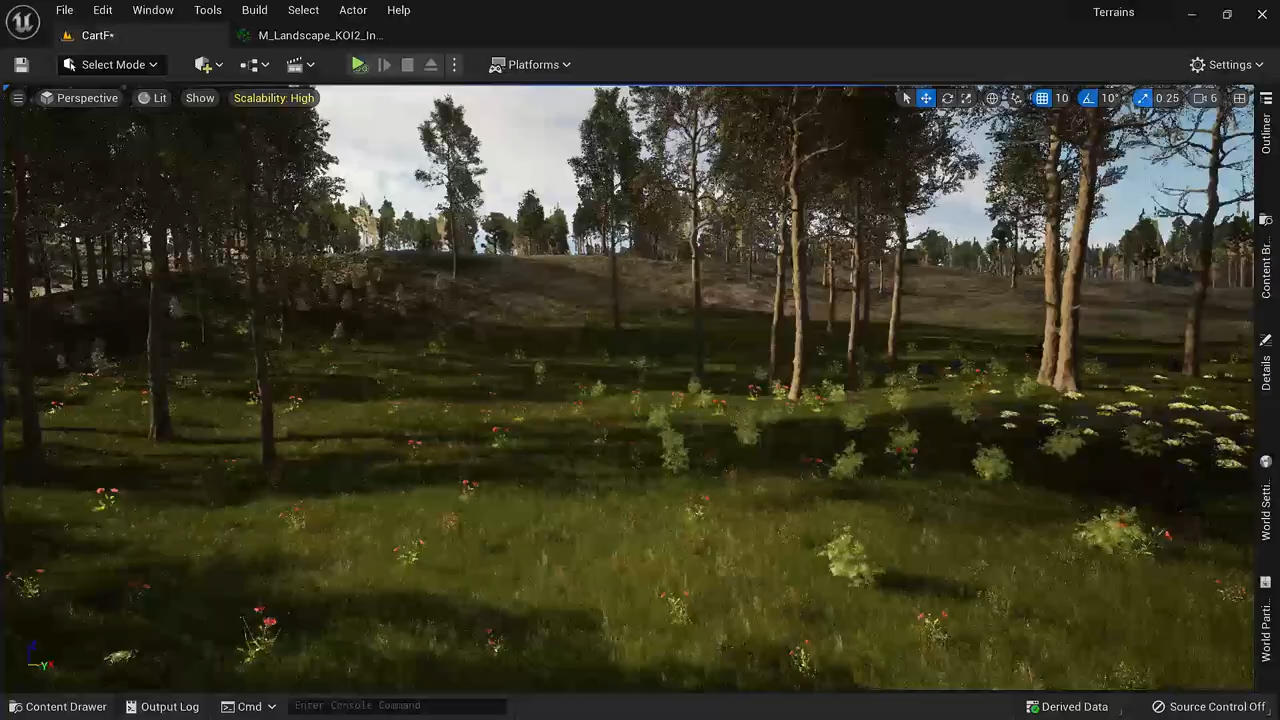 File Edit Window Tools Build Select Actor Help Terrains
CartF* M_Landscape_KOI2_In...
Select Mode Platforms Settings
Perspective Lit Show Scalability: High 10 10° 0.25 6
Outliner
Content Br..
Details
World Setti..
World Parti..
Y
Content Drawer Output Log Cmd Enter Console Command Derived Data Source Control Off